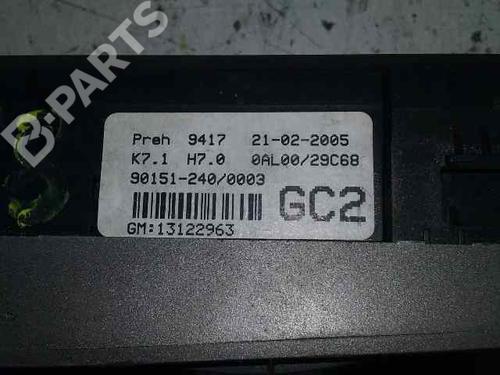 B-PARTS
Preh 9417 21-02-2005
K7.1 H7.0 0AL00/29C68
90151-240/0003
GC2
GM:13122963